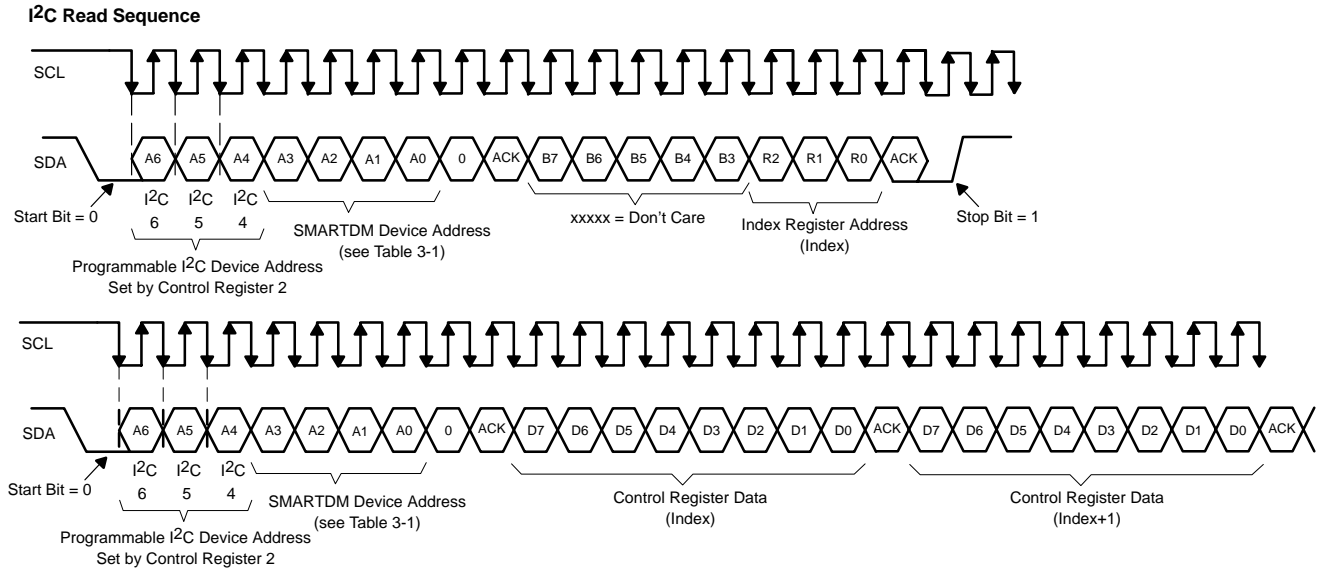 I2C Read Sequence
SCL
SDA A6 A5 A4 A3 A2 A1 A0 0 ACK B7 B6 B5 B4 B3 R2 R1 R0 ACK
Start Bit = 0
I2C I2C I2C
6 5 4
SMARTDM Device Address
(see Table 3-1)
xxxxx = Don't Care
Index Register Address
(Index)
Stop Bit = 1
Programmable I2C Device Address
Set by Control Register 2
SCL
SDA A6 A5 A4 A3 A2 A1 A0 0 ACK D7 D6 D5 D4 D3 D2 D1 D0 ACK D7 D6 D5 D4 D3 D2 D1 D0 ACK
Start Bit = 0
I2C I2C I2C
6 5 4
SMARTDM Device Address
(see Table 3-1)
Control Register Data
(Index)
Control Register Data
(Index+1)
Programmable I2C Device Address
Set by Control Register 2